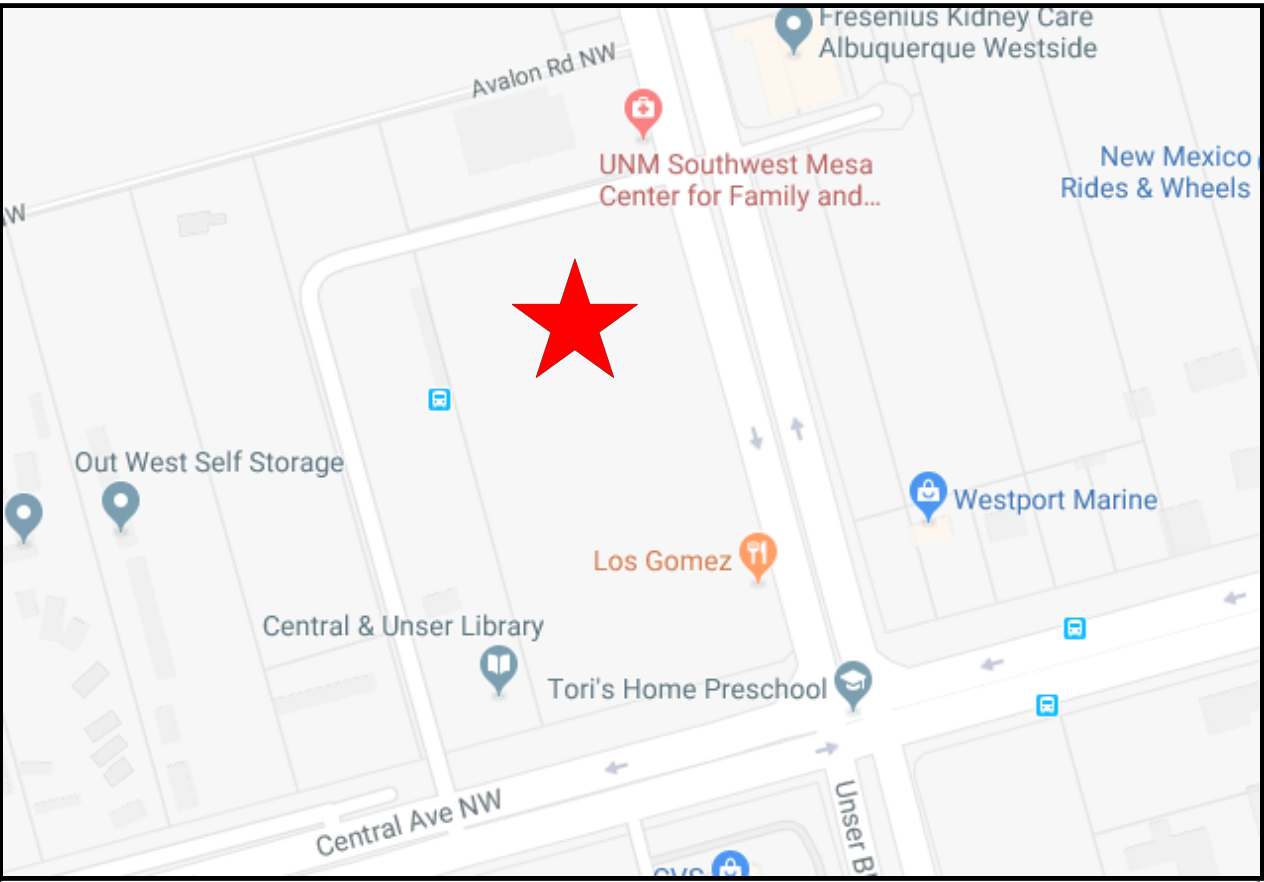 Fresenius Kidney Care
Albuquerque Westside
Avalon Rd NW
UNM Southwest Mesa
Center for Family and...
New Mexico
Rides & Wheels
NW
Out West Self Storage
Westport Marine
Los Gomez
Central & Unser Library
Tori's Home Preschool
Central Ave NW
Unser
CVS